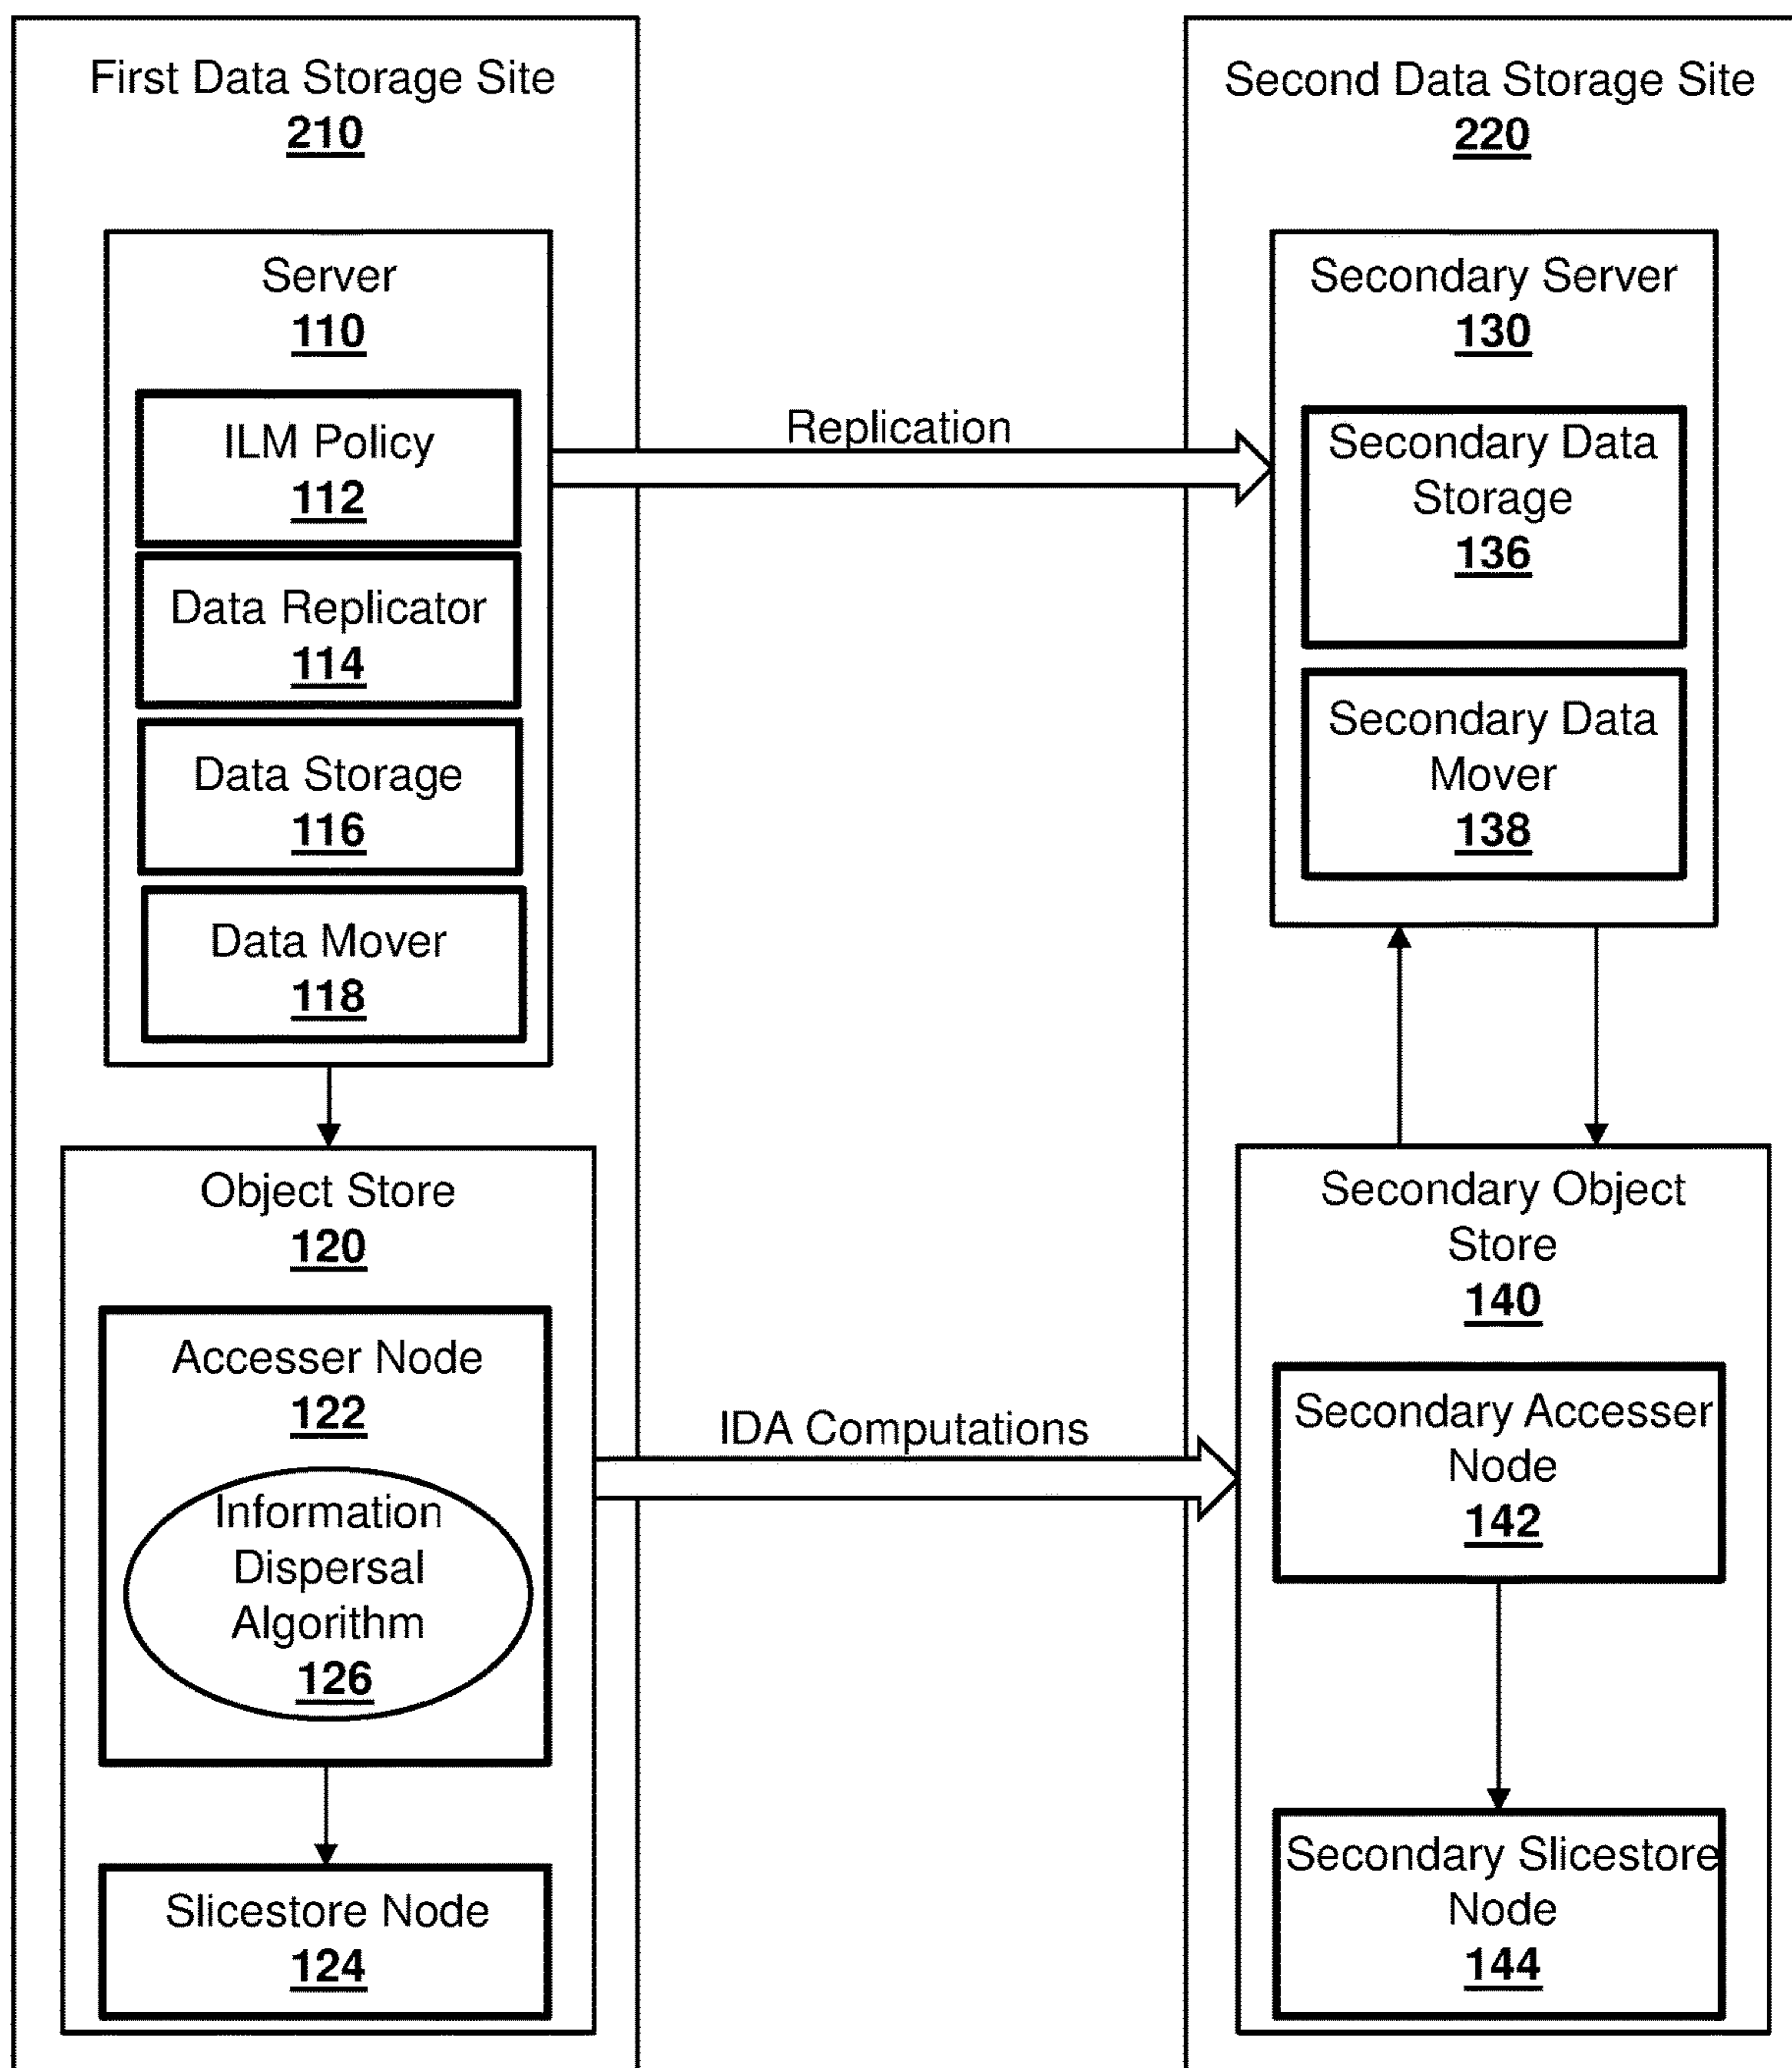 First Data Storage Site
210
Server
110
ILM Policy
112
Data Replicator
114
Data Storage
116
Data Mover
118
Object Store
120
Accesser Node
122
Information
Dispersal
Algorithm
126
Slicestore Node
124
Replication
IDA Computations
Second Data Storage Site
220
Secondary Server
130
Secondary Data
Storage
136
Secondary Data
Mover
138
Secondary Object
Store
140
Secondary Accesser
Node
142
Secondary Slicestore
Node
144